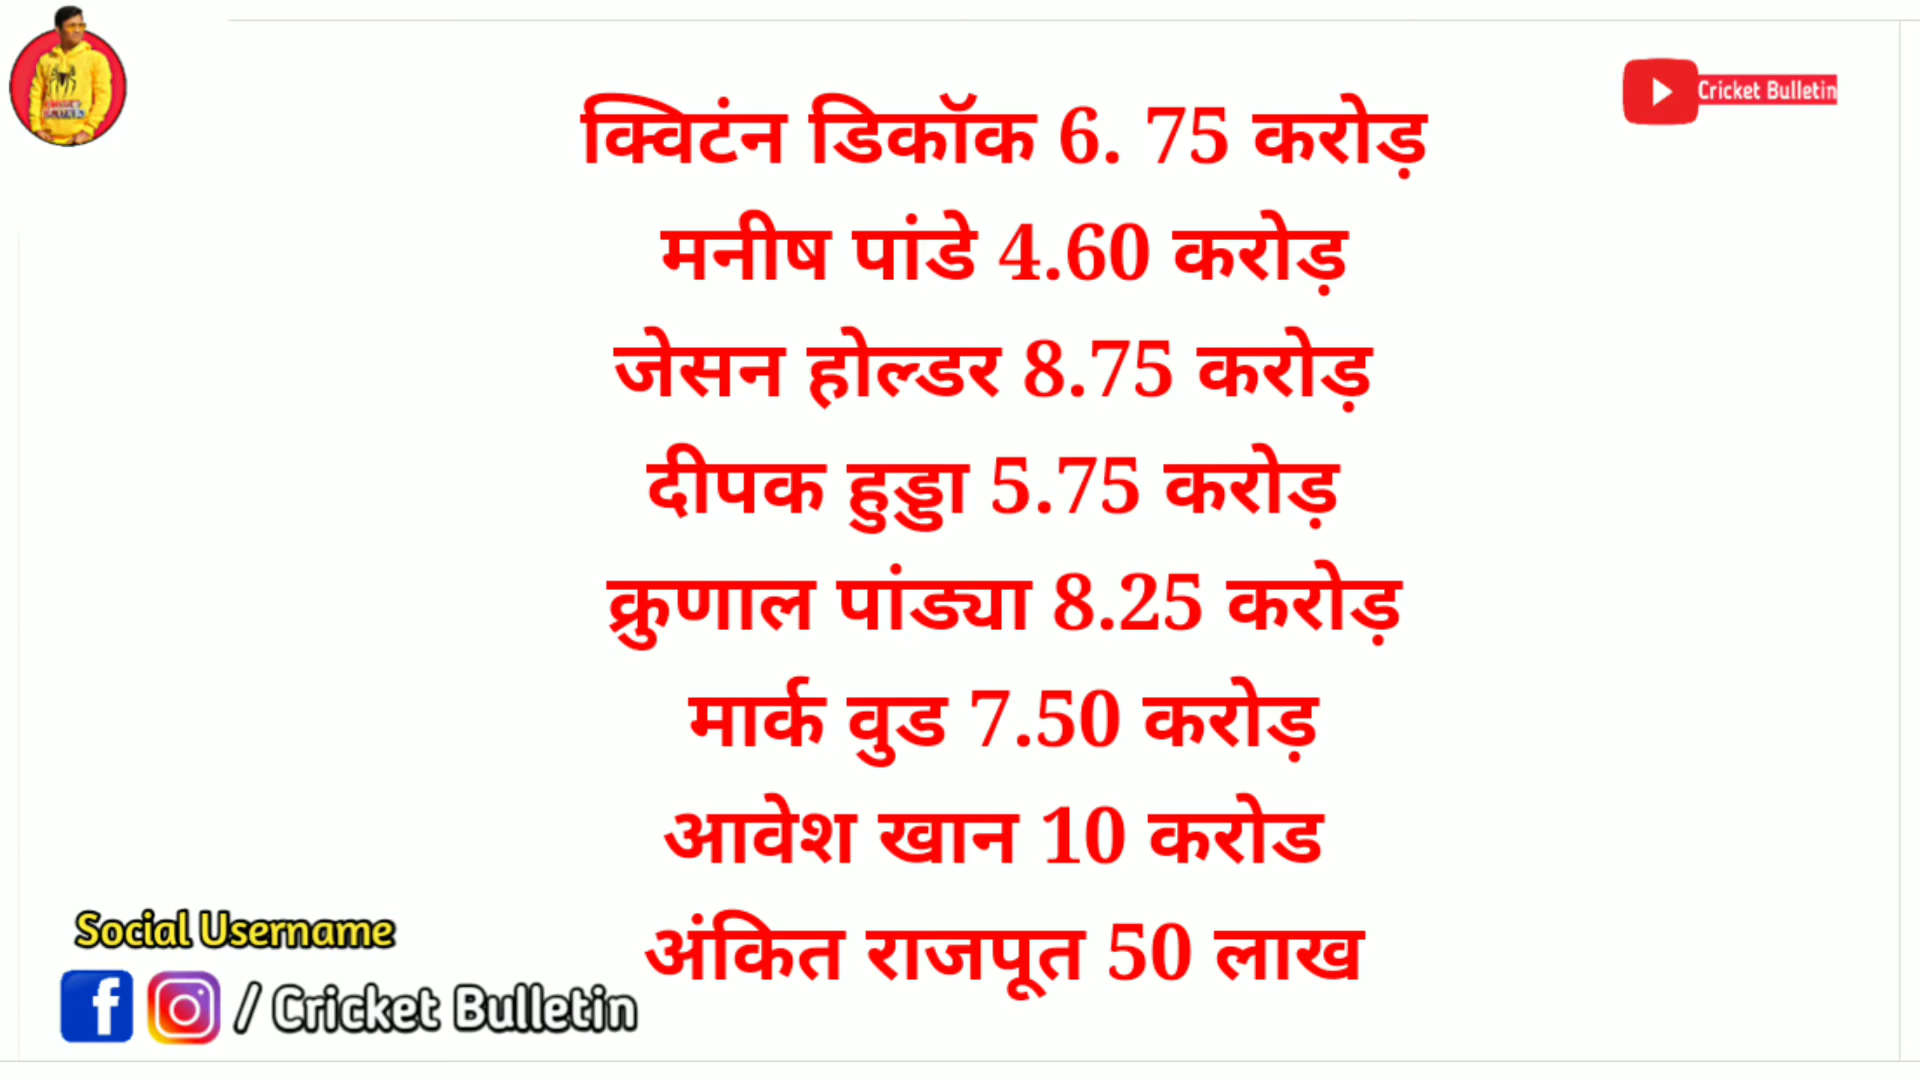 Cricket Bulletin
क्विटंन डिकॉक 6. 75 करोड़
मनीष पांडे 4.60 करोड़
जेसन होल्डर 8.75 करोड़
दीपक हुड्डा 5.75 करोड़
क्रुणाल पांड्या 8.25 करोड़
मार्क वुड 7.50 करोड़
आवेश खान 10 करोड
अंकित राजपूत 50 लाख
Social Username
/ Cricket Bulletin